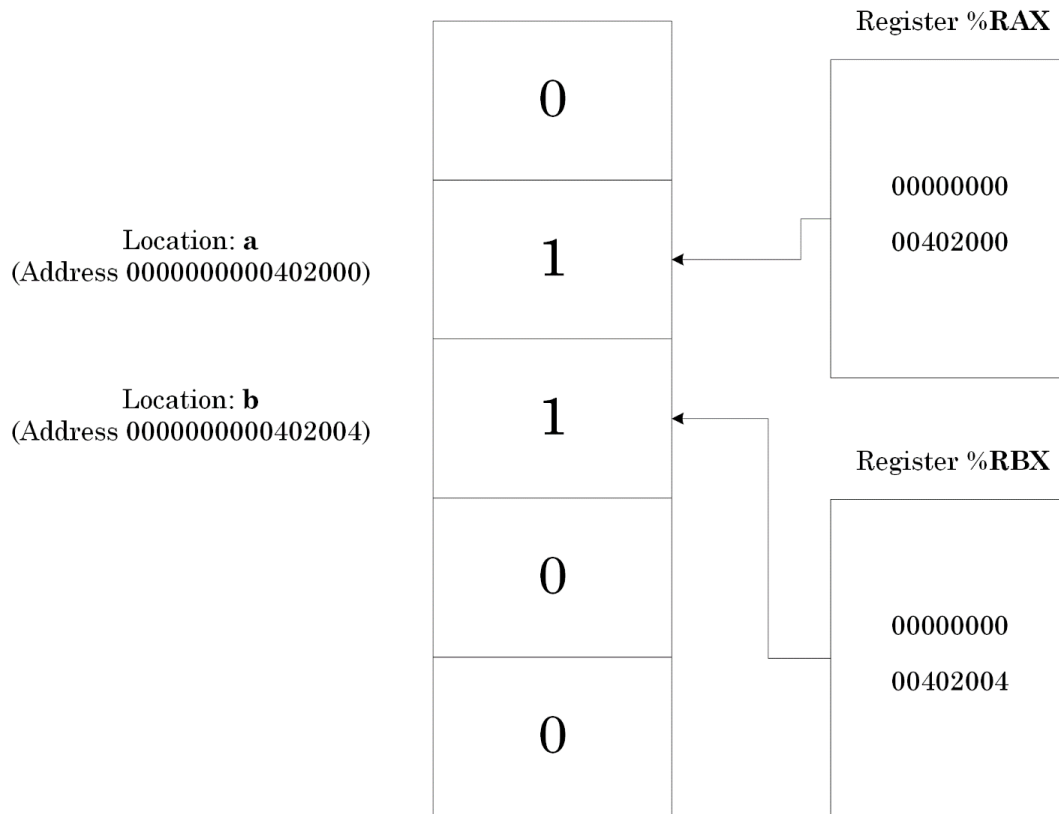 Register %RAX
0
00000000
Location: a
(Address 0000000000402000)
1
00402000
Location: b
(Address 0000000000402004)
1
Register %RBX
0
00000000
00402004
0